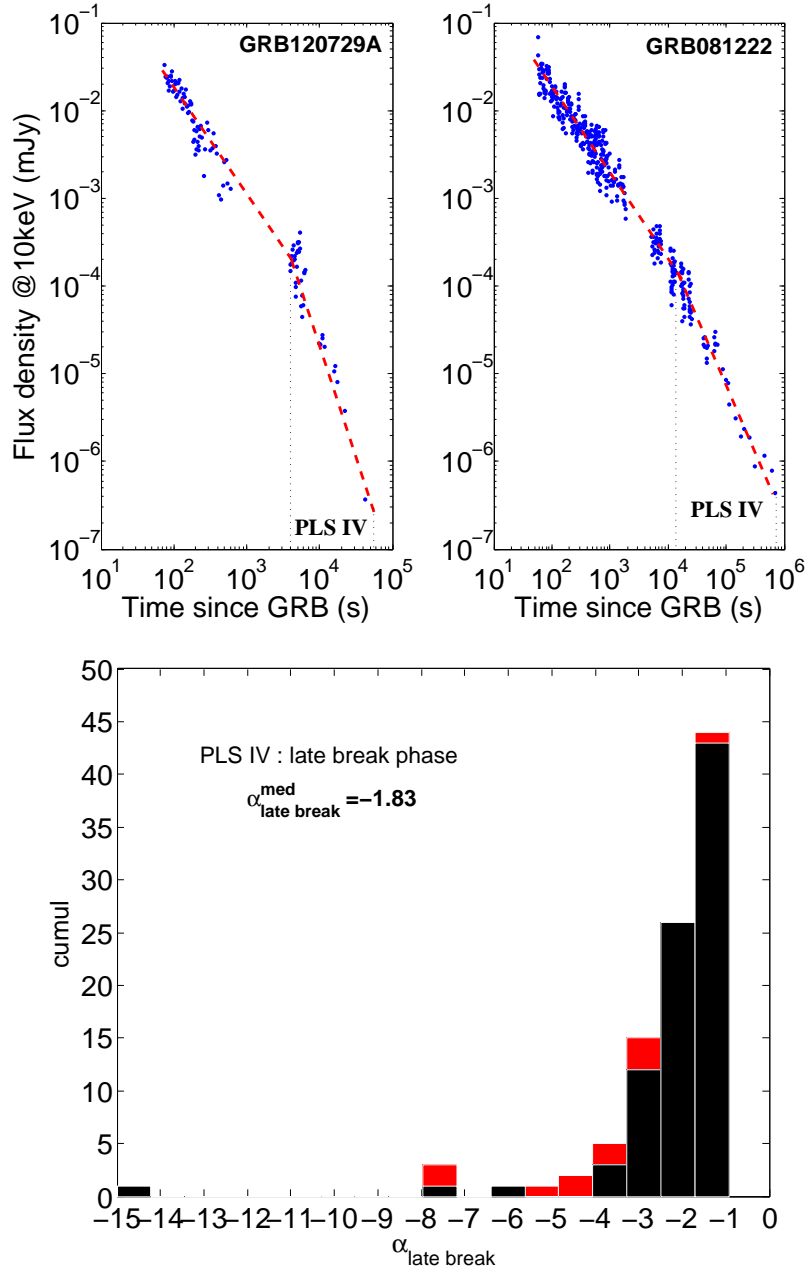 GRB120729A
GRB081222
Flux density @10keV (mJy)
10^−1
10^−2
10^−3
10^−4
10^−5
10^−6
10^−7
10^−1
10^−2
10^−3
10^−4
10^−5
10^−6
10^−7
PLS IV
PLS IV
10^1 10^2 10^3 10^4 10^5
10^1 10^2 10^3 10^4 10^5 10^6
Time since GRB (s)
Time since GRB (s)
50
45
40
35
30
25
20
15
10
5
0
cumul
PLS IV : late break phase
α^med_late break =−1.83
−15 −14 −13 −12 −11 −10 −9 −8 −7 −6 −5 −4 −3 −2 −1 0
α_late break